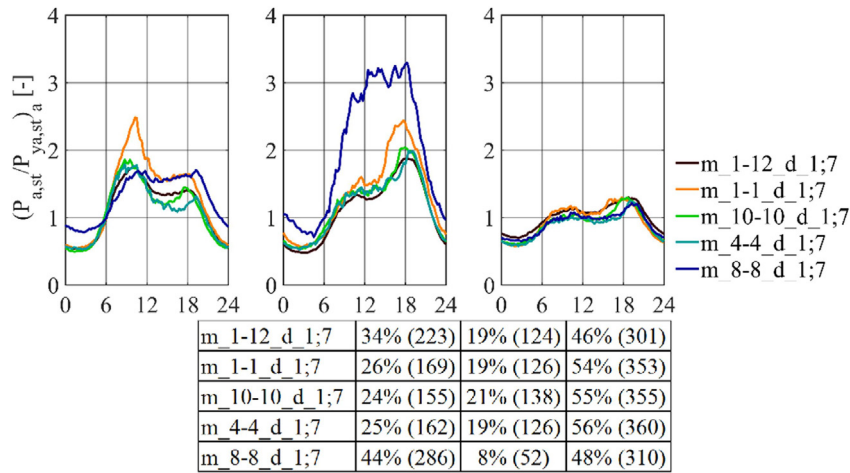 (P_a,st/P_ya,st)_a [-]
4
3
2
1
0
0 6 12 18 24
4
3
2
1
0
0 6 12 18 24
4
3
2
1
0
0 6 12 18 24
m_1-12_d_1;7
m_1-1_d_1;7
m_10-10_d_1;7
m_4-4_d_1;7
m_8-8_d_1;7
m_1-12_d_1;7 34% (223) 19% (124) 46% (301)
m_1-1_d_1;7 26% (169) 19% (126) 54% (353)
m_10-10_d_1;7 24% (155) 21% (138) 55% (355)
m_4-4_d_1;7 25% (162) 19% (126) 56% (360)
m_8-8_d_1;7 44% (286) 8% (52) 48% (310)